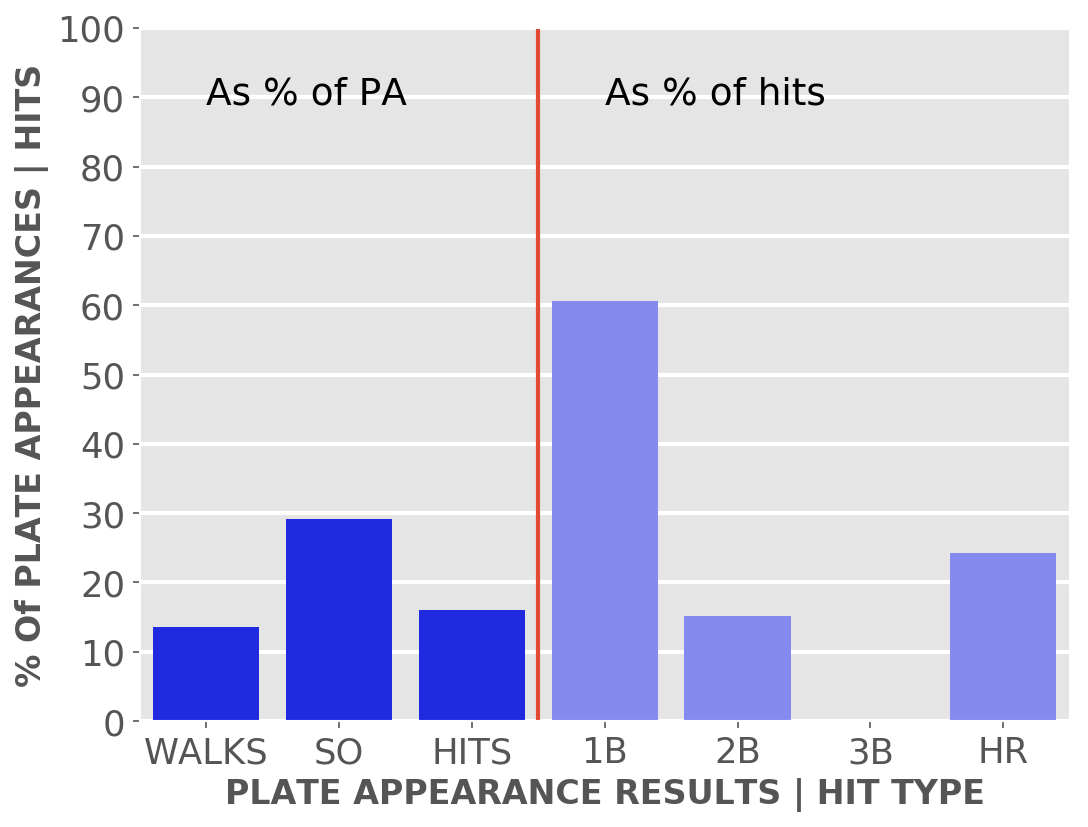 % Of PLATE APPEARANCES | HITS
100
90
80
70
60
50
40
30
20
10
0
As % of PA
As % of hits
WALKS SO HITS 1B 2B 3B HR
PLATE APPEARANCE RESULTS | HIT TYPE